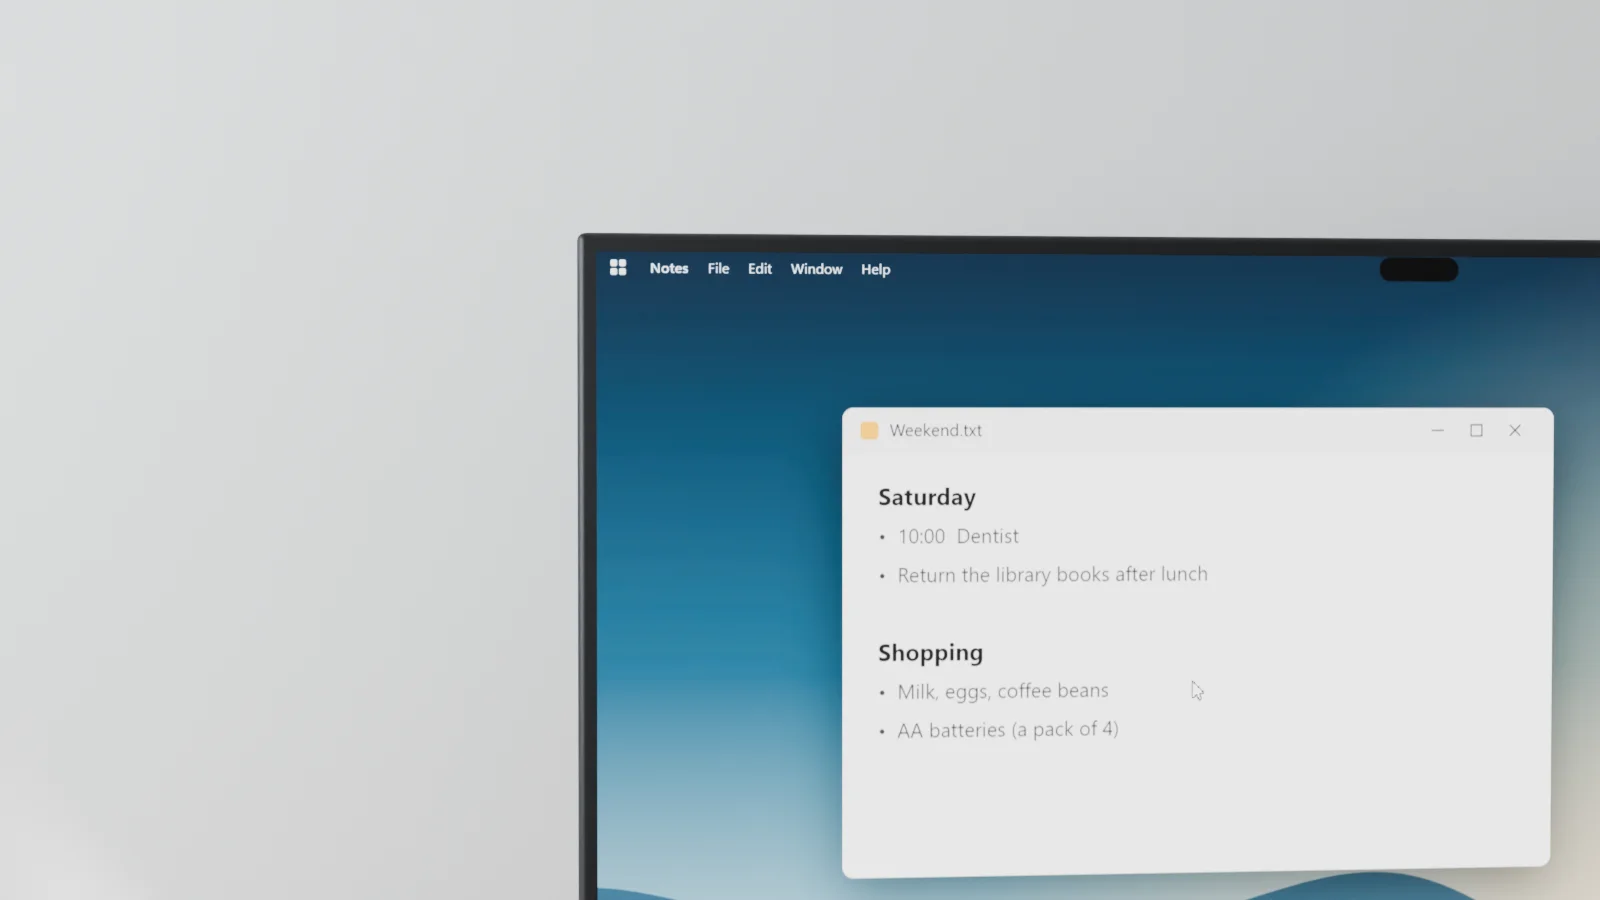 Notes File Edit Window Help
Weekend.txt
Saturday
• 10:00 Dentist
• Return the library books after lunch
Shopping
• Milk, eggs, coffee beans
• AA batteries (a pack of 4)